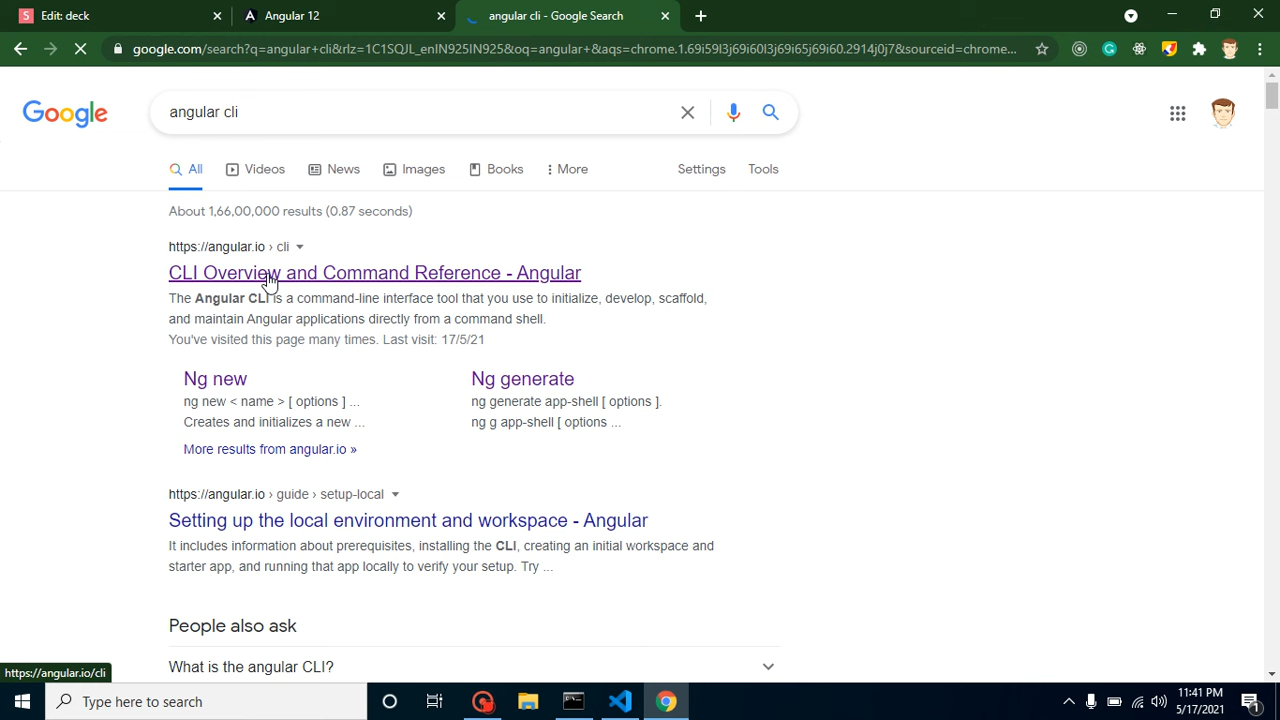 Edit: deck
Angular 12
angular cli - Google Search
google.com/search?q=angular+cli&rlz=1C1SQJL_enIN925IN925&oq=angular+&aqs=chrome.1.69i59l3j69i60l3j69i65j69i60.2914j0j7&sourceid=chrome...
Google
angular cli
All
Videos
News
Images
Books
More
Settings
Tools
About 1,66,00,000 results (0.87 seconds)
https://angular.io › cli
CLI Overview and Command Reference - Angular
The Angular CLI is a command-line interface tool that you use to initialize, develop, scaffold,
and maintain Angular applications directly from a command shell.
You've visited this page many times. Last visit: 17/5/21
Ng new
ng new < name > [ options ] ...
Creates and initializes a new ...
Ng generate
ng generate app-shell [ options ].
ng g app-shell [ options ...
More results from angular.io »
https://angular.io › guide › setup-local
Setting up the local environment and workspace - Angular
It includes information about prerequisites, installing the CLI, creating an initial workspace and
starter app, and running that app locally to verify your setup. Try ...
People also ask
What is the angular CLI?
https://angular.io/cli
Type here to search
11:41 PM
5/17/2021
1